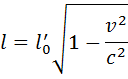 l = l′₀ √(1 − v²/c²)